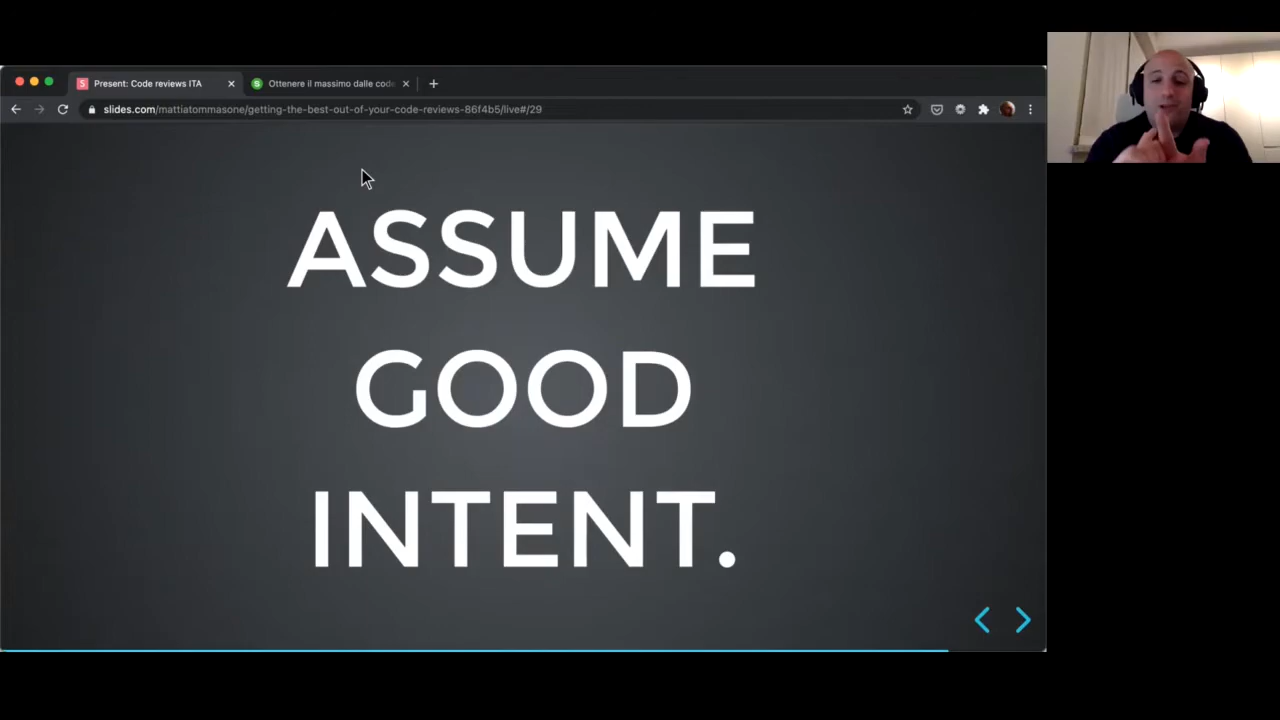 Present: Code reviews ITA
Ottenere il massimo dalle code
slides.com/mattiatommasone/getting-the-best-out-of-your-code-reviews-86f4b5/live#/29
ASSUME
GOOD
INTENT.